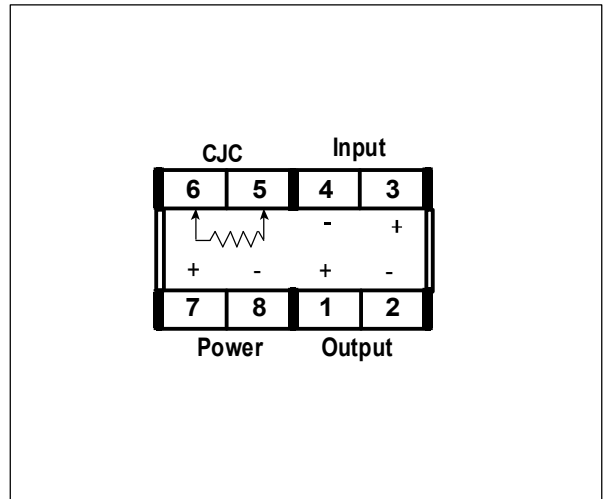 CJC Input
6 5 4 3
- +
+ - + -
7 8 1 2
Power Output